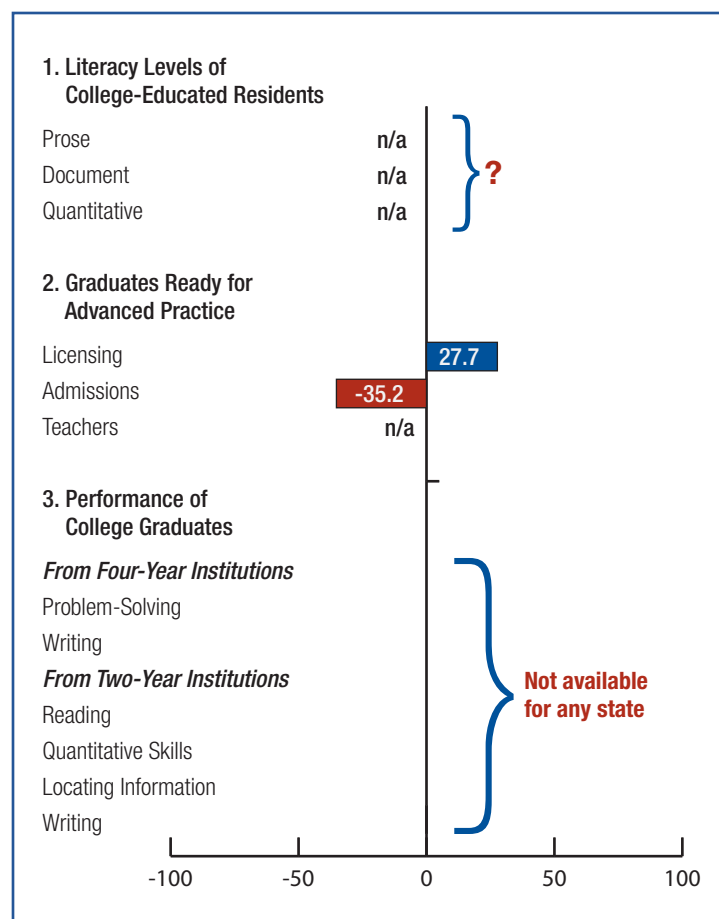 1. Literacy Levels of
College-Educated Residents
Prose n/a
Document n/a
Quantitative n/a
?
2. Graduates Ready for
Advanced Practice
Licensing 27.7
Admissions -35.2
Teachers n/a
3. Performance of
College Graduates
From Four-Year Institutions
Problem-Solving
Writing
From Two-Year Institutions
Reading
Quantitative Skills
Locating Information
Writing
Not available
for any state
-100 -50 0 50 100